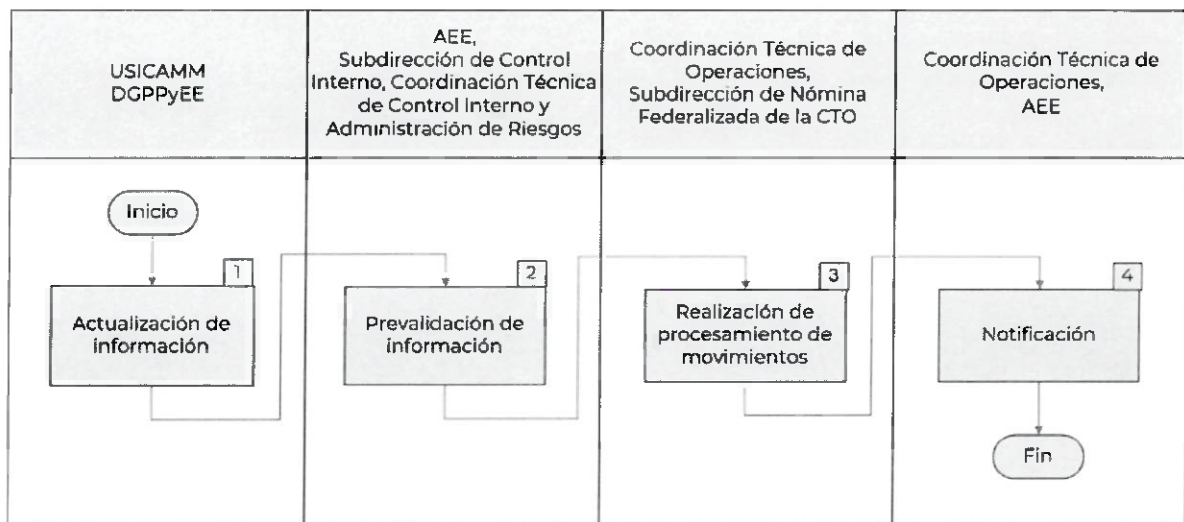 USICAMM
DGPPyEE
AEE,
Subdirección de Control
Interno, Coordinación Técnica
de Control Interno y
Administración de Riesgos
Coordinación Técnica de
Operaciones,
Subdirección de Nómina
Federalizada de la CTO
Coordinación Técnica de
Operaciones,
AEE
Inicio
1
Actualización de
información
2
Prevalidación de
información
3
Realización de
procesamiento de
movimientos
4
Notificación
Fin